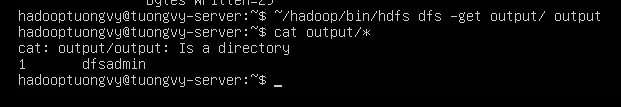 Bytes Written=25
hadooptuongvy@tuongvy-server:~$ ~/hadoop/bin/hdfs dfs -get output/ output
hadooptuongvy@tuongvy-server:~$ cat output/*
cat: output/output: Is a directory
1       dfsadmin
hadooptuongvy@tuongvy-server:~$ _